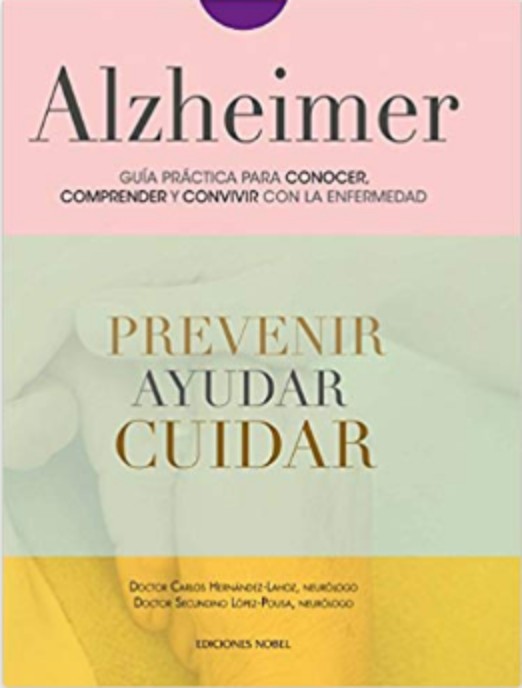 Alzheimer
GUÍA PRÁCTICA PARA CONOCER,
COMPRENDER Y CONVIVIR CON LA ENFERMEDAD
PREVENIR
AYUDAR
CUIDAR
DOCTOR CARLOS HERNÁNDEZ-LAHOZ, NEURÓLOGO
DOCTOR SECUNDINO LÓPEZ-POUSA, NEURÓLOGO
EDICIONES NOBEL